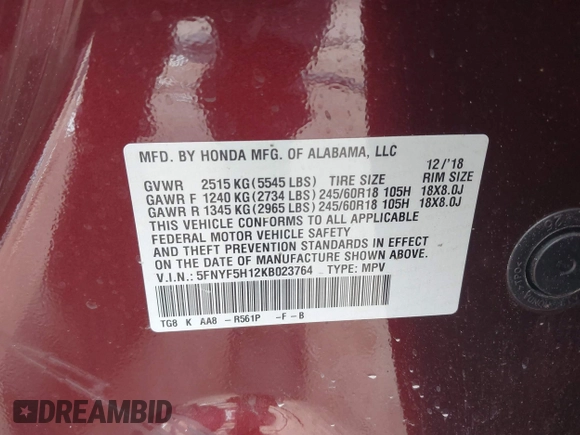 MFD. BY HONDA MFG. OF ALABAMA, LLC 12/'18
GVWR 2515 KG(5545 LBS) TIRE SIZE RIM SIZE
GAWR F 1240 KG(2734 LBS)245/60R18 105H 18X8.0J
GAWR R 1345 KG(2965 LBS)245/60R18 105H 18X8.0J
THIS VEHICLE CONFORMS TO ALL APPLICABLE
FEDERAL MOTOR VEHICLE SAFETY
AND THEFT PREVENTION STANDARDS IN EFFECT
ON THE DATE OF MANUFACTURE SHOWN ABOVE.
V.I.N.: 5FNYF5H12KB023764 TYPE: MPV
TG8 K AA8 -R561P -F-B
DREAMBID